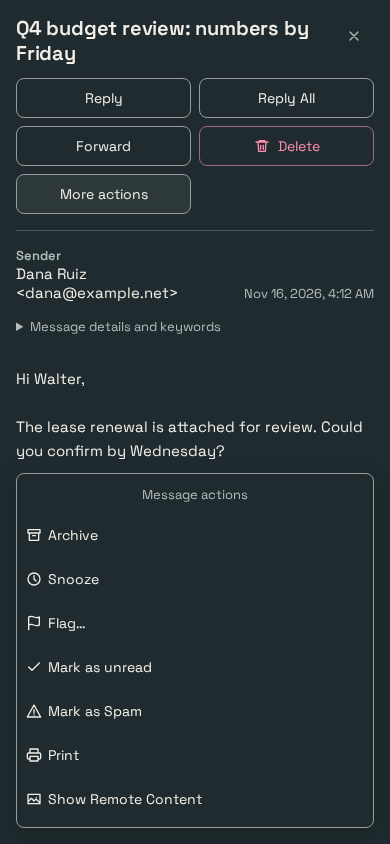 Q4 budget review: numbers by
Friday
Reply
Reply All
Forward
Delete
More actions
Sender
Dana Ruiz
<dana@example.net>
Nov 16, 2026, 4:12 AM
Message details and keywords
Hi Walter,
The lease renewal is attached for review. Could
you confirm by Wednesday?
Message actions
Archive
Snooze
Flag…
Mark as unread
Mark as Spam
Print
Show Remote Content